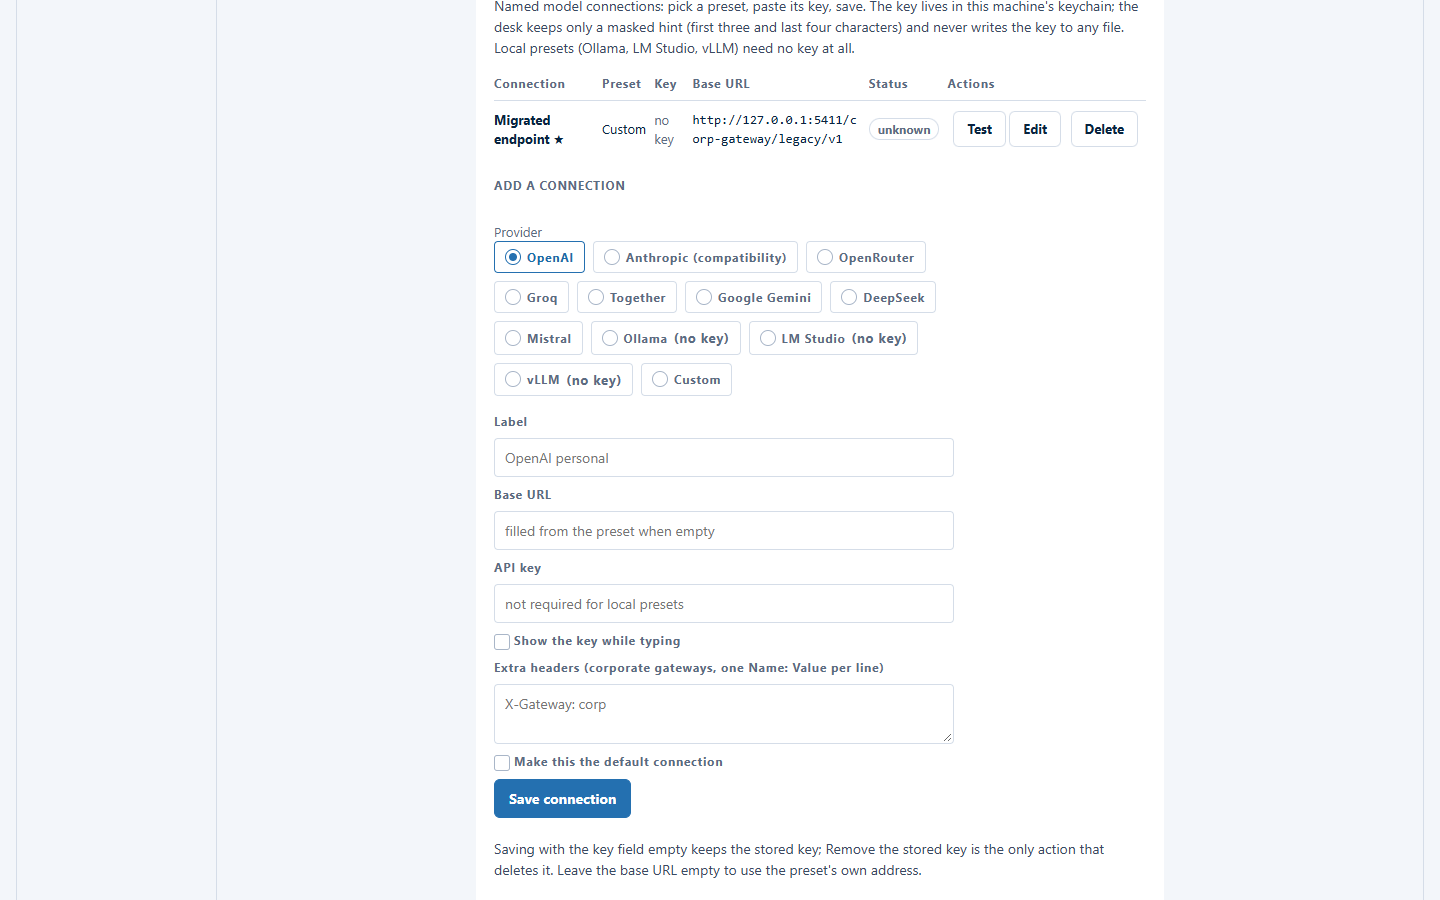 Named model connections: pick a preset, paste its key, save. The key lives in this machine's keychain; the
desk keeps only a masked hint (first three and last four characters) and never writes the key to any file.
Local presets (Ollama, LM Studio, vLLM) need no key at all.
Connection Preset Key Base URL Status Actions
Migrated endpoint ★ Custom no key http://127.0.0.1:5411/corp-gateway/legacy/v1 unknown Test Edit Delete
ADD A CONNECTION
Provider
OpenAI Anthropic (compatibility) OpenRouter
Groq Together Google Gemini DeepSeek
Mistral Ollama (no key) LM Studio (no key)
vLLM (no key) Custom
Label
OpenAI personal
Base URL
filled from the preset when empty
API key
not required for local presets
Show the key while typing
Extra headers (corporate gateways, one Name: Value per line)
X-Gateway: corp
Make this the default connection
Save connection
Saving with the key field empty keeps the stored key; Remove the stored key is the only action that
deletes it. Leave the base URL empty to use the preset's own address.